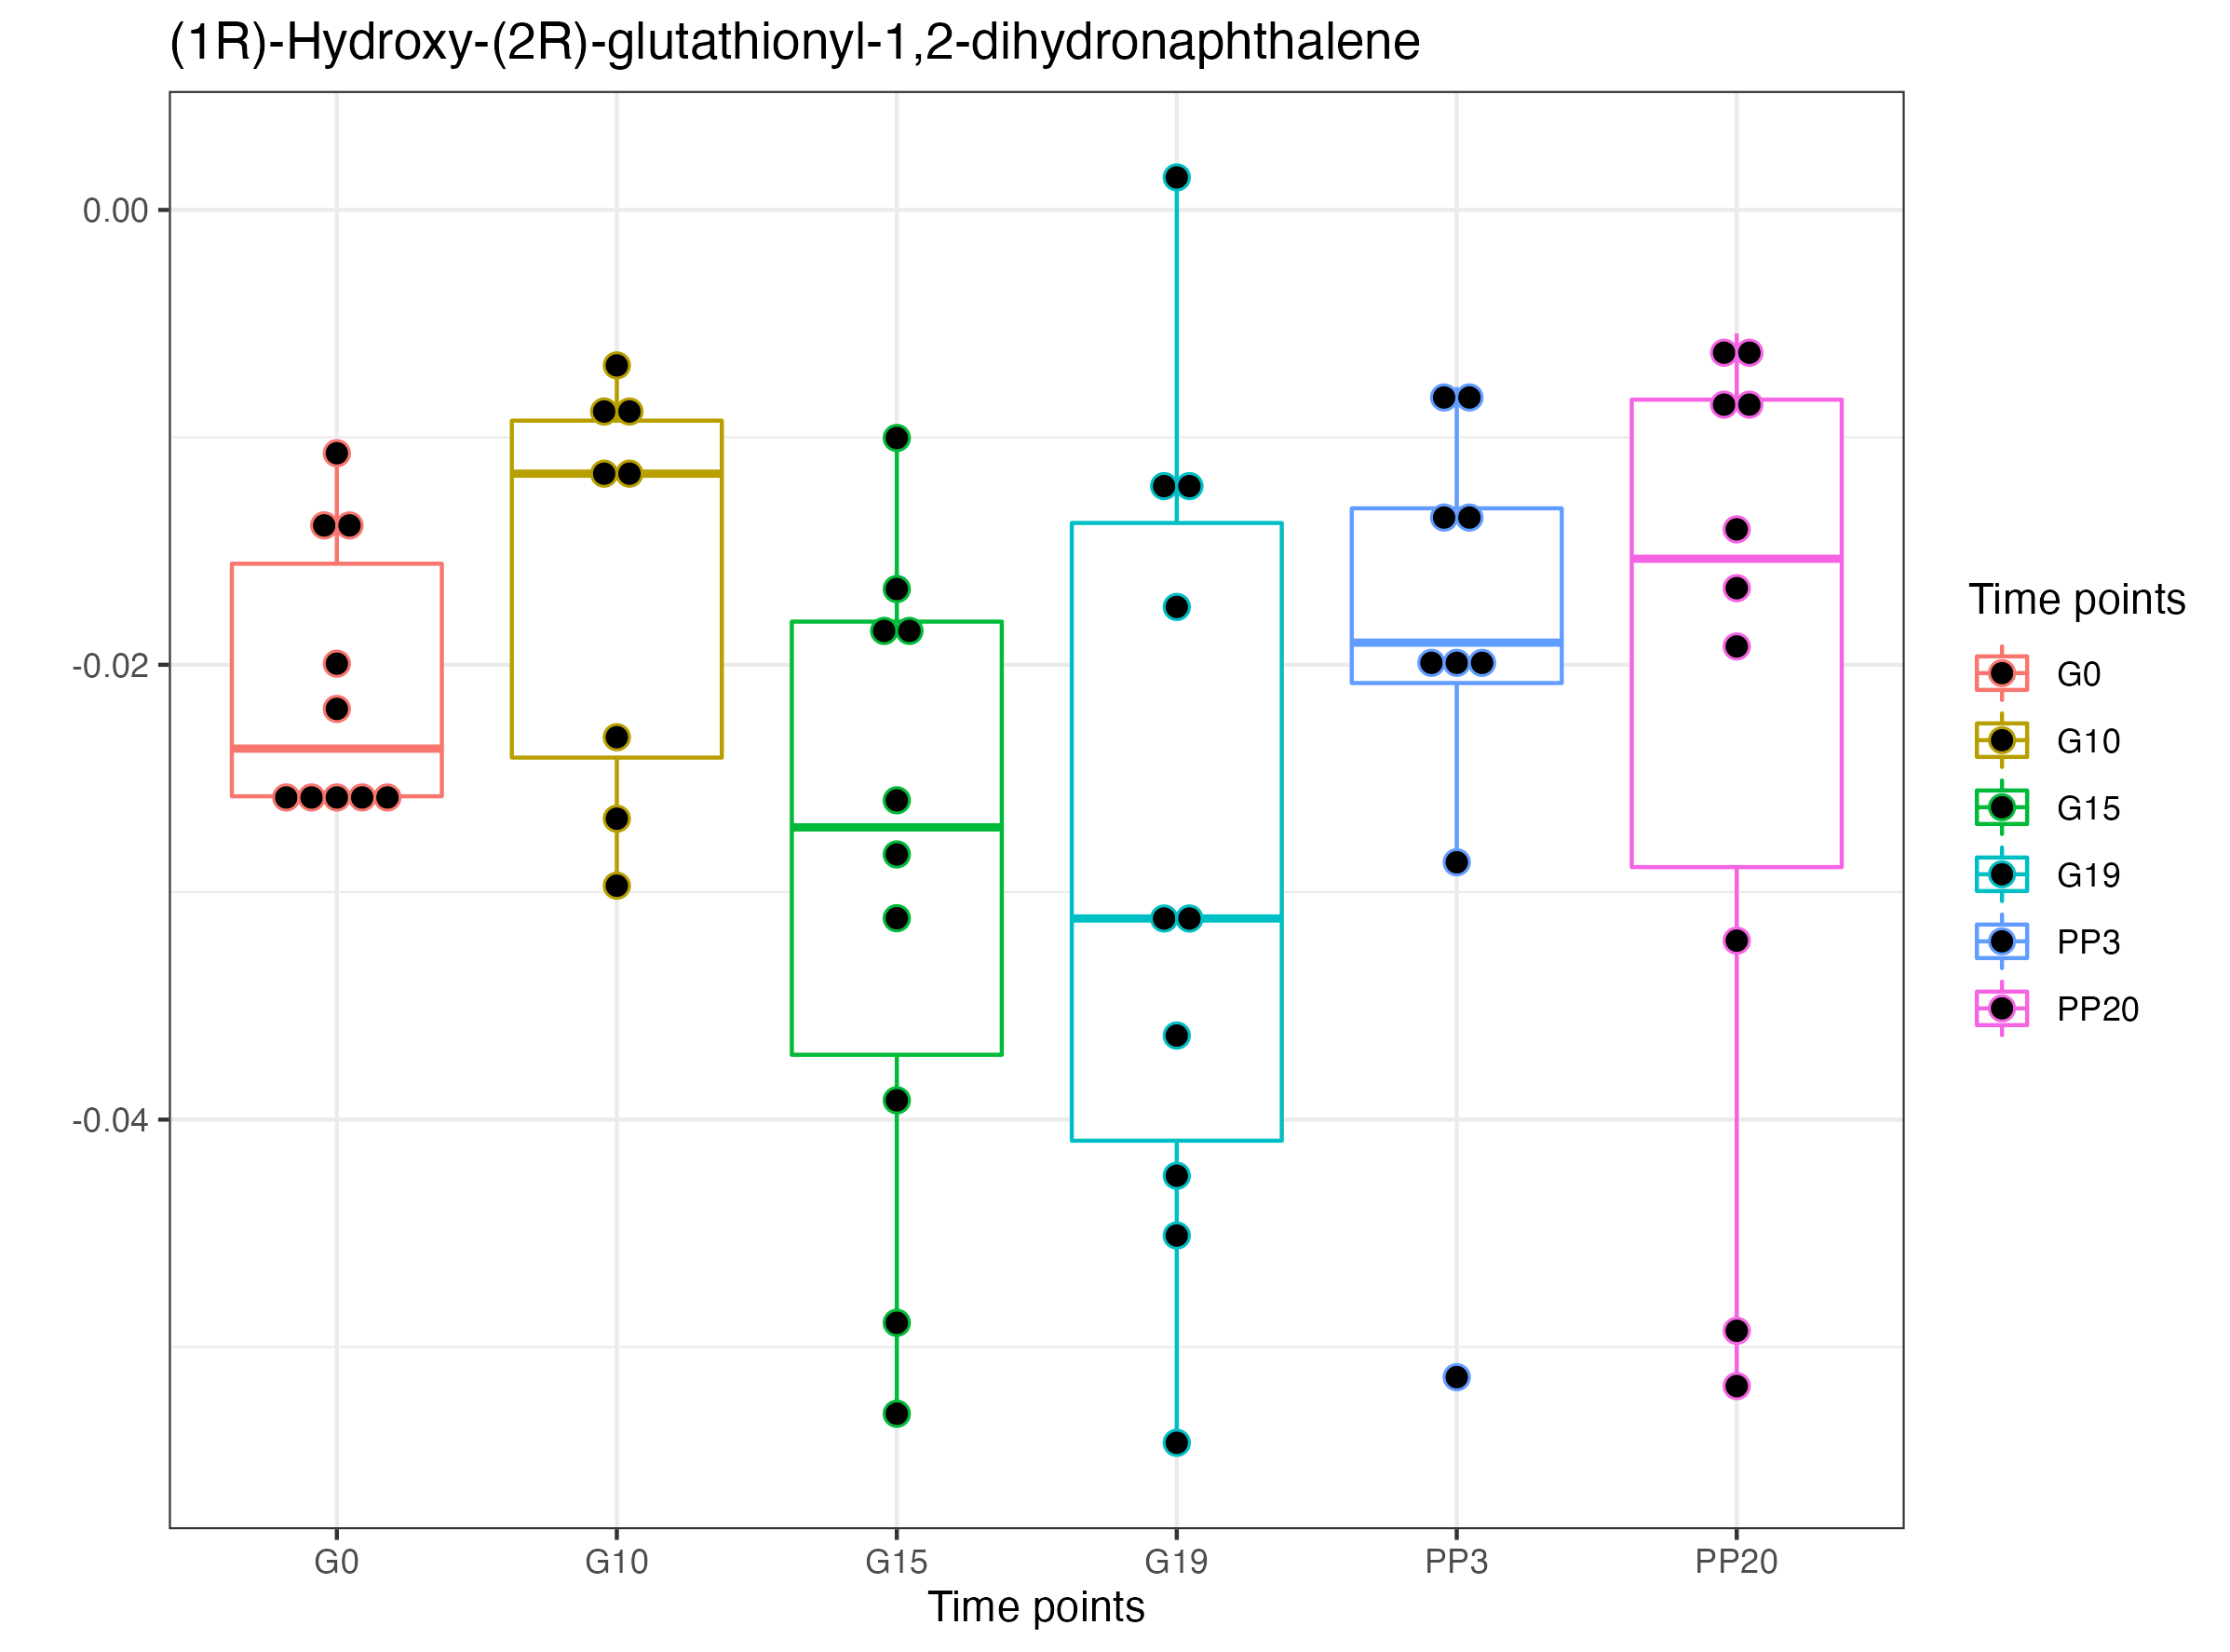 (1R)-Hydroxy-(2R)-glutathionyl-1,2-dihydronaphthalene
0.00
-0.02
-0.04
G0 G10 G15 G19 PP3 PP20
Time points
Time points
G0
G10
G15
G19
PP3
PP20